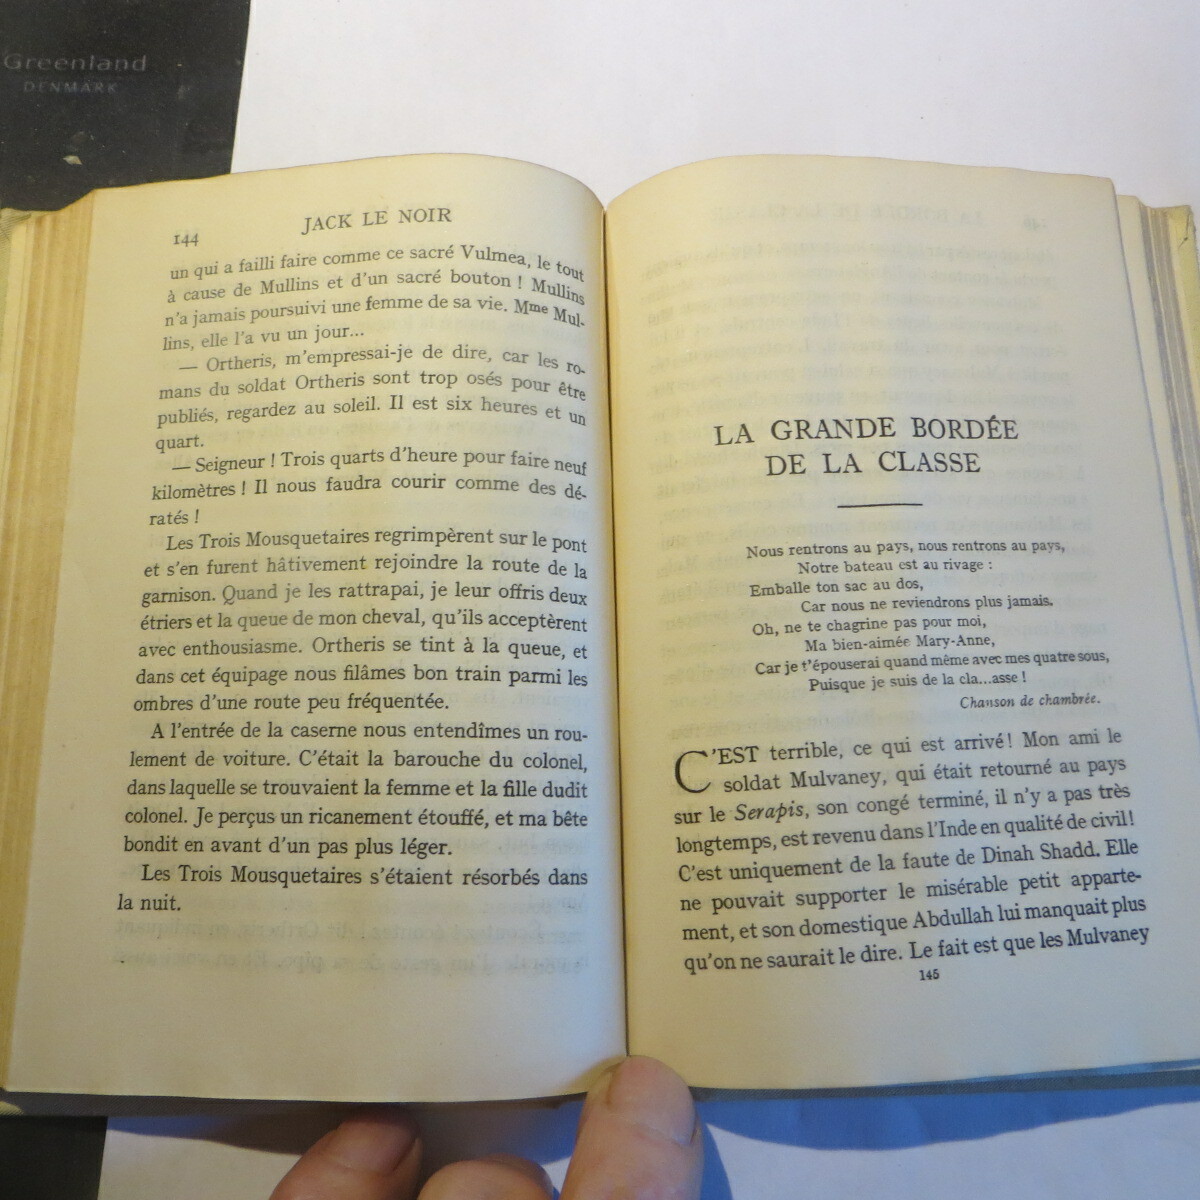 Greenland
DENMARK
144
JACK LE NOIR
un qui a failli faire comme ce sacré Vulmea, le tout
à cause de Mullins et d'un sacré bouton ! Mullins
n'a jamais poursuivi une femme de sa vie. Mme Mul-
lins, elle l'a vu un jour...
— Ortheris, m'empressai-je de dire, car les ro-
mans du soldat Ortheris sont trop osés pour être
publiés, regardez au soleil. Il est six heures et un
quart.
— Seigneur ! Trois quarts d'heure pour faire neuf
kilomètres ! Il nous faudra courir comme des dé-
ratés !
Les Trois Mousquetaires regrimpèrent sur le pont
et s'en furent hâtivement rejoindre la route de la
garnison. Quand je les rattrapai, je leur offris deux
étriers et la queue de mon cheval, qu'ils acceptèrent
avec enthousiasme. Ortheris se tint à la queue, et
dans cet équipage nous filâmes bon train parmi les
ombres d'une route peu fréquentée.
A l'entrée de la caserne nous entendîmes un rou-
lement de voiture. C'était la barouche du colonel,
dans laquelle se trouvaient la femme et la fille dudit
colonel. Je perçus un ricanement étouffé, et ma bête
bondit en avant d'un pas plus léger.
Les Trois Mousquetaires s'étaient résorbés dans
la nuit.
LA GRANDE BORDÉE
DE LA CLASSE
Nous rentrons au pays, nous rentrons au pays,
Notre bateau est au rivage :
Emballe ton sac au dos,
Car nous ne reviendrons plus jamais.
Oh, ne te chagrine pas pour moi,
Ma bien-aimée Mary-Anne,
Car je t'épouserai quand même avec mes quatre sous,
Puisque je suis de la cla...asse !
Chanson de chambrée.
C'EST terrible, ce qui est arrivé ! Mon ami le
soldat Mulvaney, qui était retourné au pays
sur le Serapis, son congé terminé, il n'y a pas très
longtemps, est revenu dans l'Inde en qualité de civil !
C'est uniquement de la faute de Dinah Shadd. Elle
ne pouvait supporter le misérable petit apparte-
ment, et son domestique Abdullah lui manquait plus
qu'on ne saurait le dire. Le fait est que les Mulvaney
145